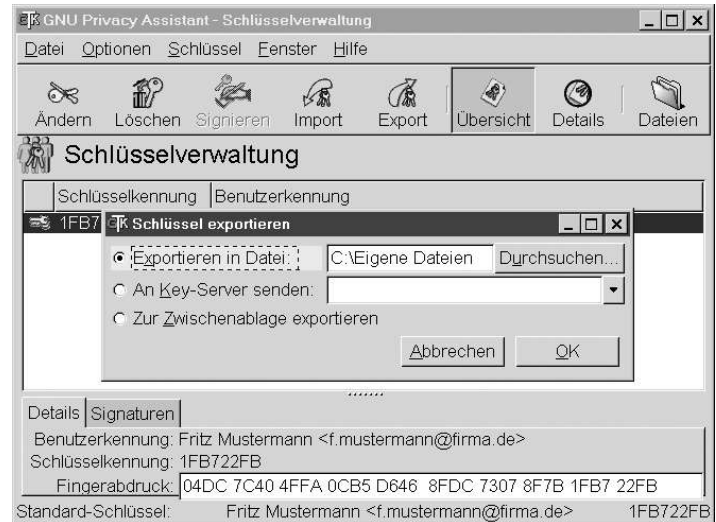 GNU Privacy Assistant - Schlüsselverwaltung
Datei Optionen Schlüssel Fenster Hilfe
Ändern Löschen Signieren Import Export Übersicht Details Dateien
Schlüsselverwaltung
Schlüsselkennung Benutzerkennung
1FB7
Schlüssel exportieren
Exportieren in Datei: C:\Eigene Dateien Durchsuchen...
An Key-Server senden:
Zur Zwischenablage exportieren
Abbrechen OK
Details Signaturen
Benutzerkennung: Fritz Mustermann <f.mustermann@firma.de>
Schlüsselkennung: 1FB722FB
Fingerabdruck: 04DC 7C40 4FFA 0CB5 D646 8FDC 7307 8F7B 1FB7 22FB
Standard-Schlüssel: Fritz Mustermann <f.mustermann@firma.de> 1FB722FB